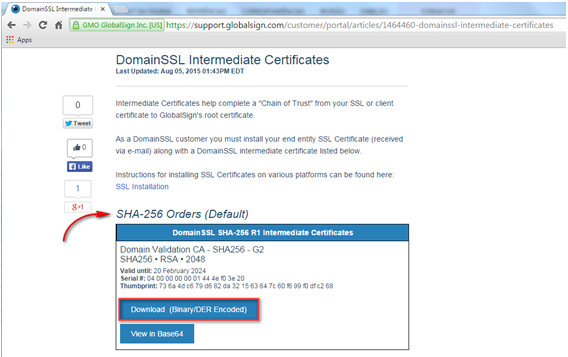 DomainSSL Intermediate
GMO GlobalSign Inc. [US]
https://support.globalsign.com/customer/portal/articles/1464460-domainssl-intermediate-certificates
Apps
DomainSSL Intermediate Certificates
Last Updated: Aug 05, 2015 01:43PM EDT
0
Tweet
0
Like
1
g+1
Intermediate Certificates help complete a "Chain of Trust" from your SSL or client
certificate to GlobalSign's root certificate.
As a DomainSSL customer you must install your end entity SSL Certificate (received
via e-mail) along with a DomainSSL intermediate certificate listed below.
Instructions for installing SSL Certificates on various platforms can be found here:
SSL Installation
SHA-256 Orders (Default)
DomainSSL SHA-256 R1 Intermediate Certificates
Domain Validation CA - SHA256 - G2
SHA256 • RSA • 2048
Valid until: 20 February 2024
Serial #: 04 00 00 00 00 01 44 4e f0 3e 20
Thumbprint: 73 6a 4d c6 79 d6 82 da 32 15 63 64 7c 60 f6 99 f0 df c2 68
Download (Binary/DER Encoded)
View in Base64